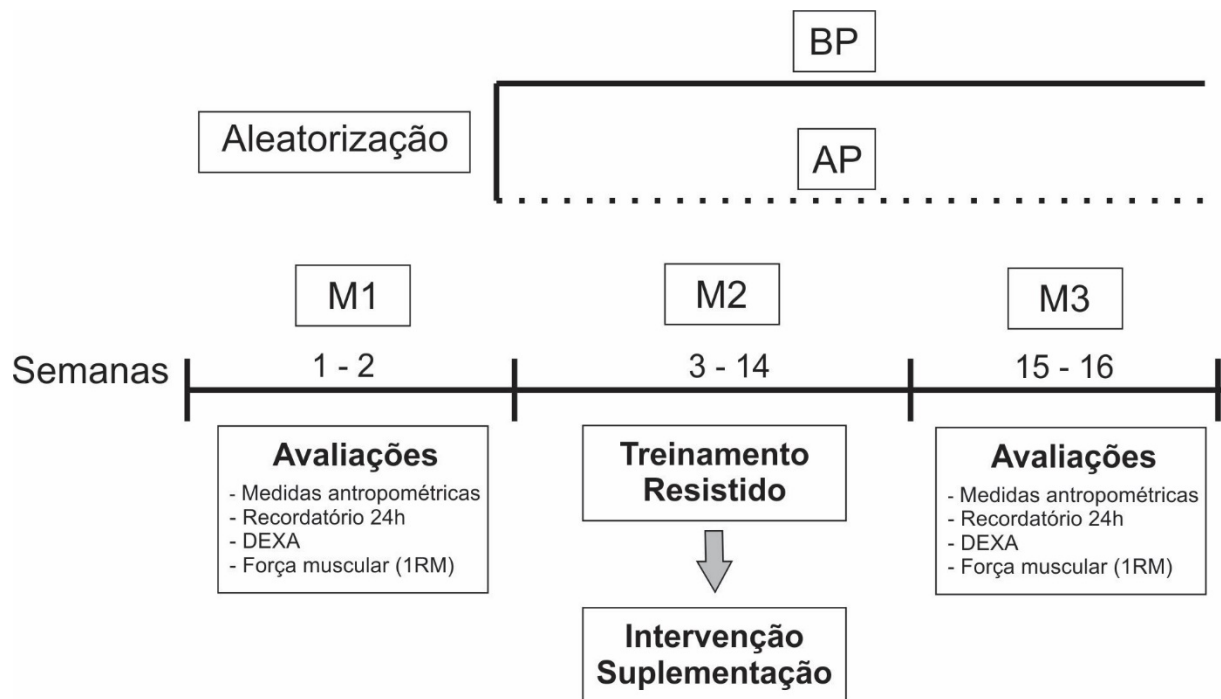 BP
Aleatorização
AP
M1
M2
M3
Semanas
1 - 2
3 - 14
15 - 16
Avaliações
- Medidas antropométricas
- Recordatório 24h
- DEXA
- Força muscular (1RM)
Treinamento
Resistido
Intervenção
Suplementação
Avaliações
- Medidas antropométricas
- Recordatório 24h
- DEXA
- Força muscular (1RM)